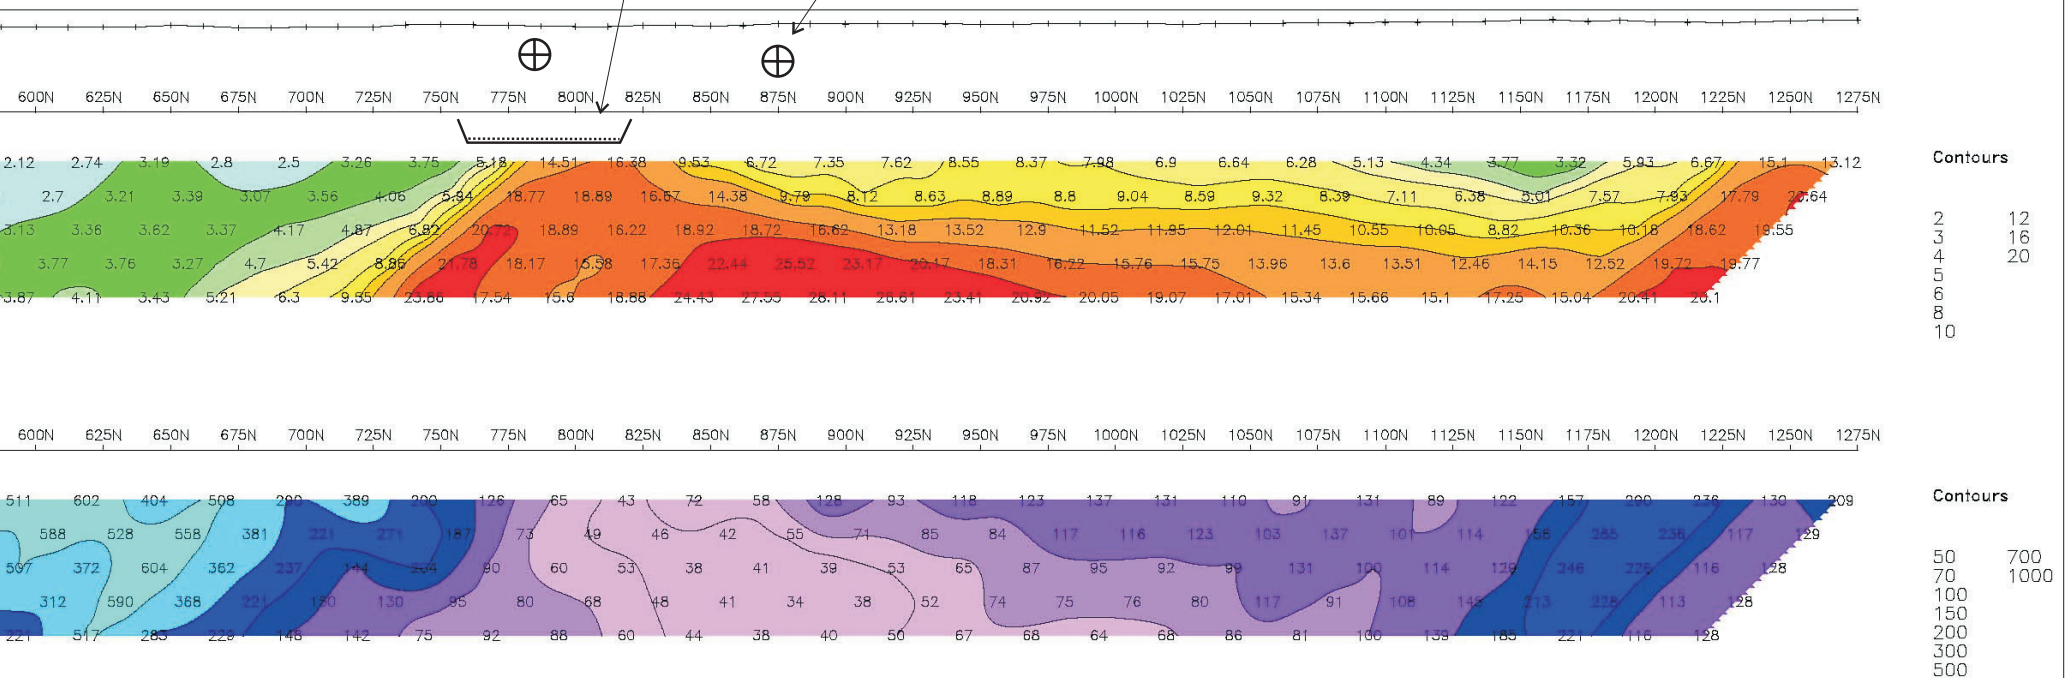 600N 625N 650N 675N 700N 725N 750N 775N 800N 825N 850N 875N 900N 925N 950N 975N 1000N 1025N 1050N 1075N 1100N 1125N 1150N 1175N 1200N 1225N 1250N 1275N
2.12 2.74 3.19 2.8 2.5 3.26 3.75 5.18 14.51 16.38 9.53 6.72 7.35 7.62 8.55 8.37 7.98 6.9 6.64 6.28 5.13 4.34 3.77 3.32 5.93 6.67 15.1 13.12
Contours
2.7 3.21 3.39 3.07 3.56 4.06 5.94 18.77 18.89 16.67 14.38 9.79 8.12 8.63 8.89 8.8 9.04 8.59 9.32 8.39 7.11 6.38 5.01 7.57 7.93 17.79 20.64
3.13 3.36 3.62 3.37 4.17 4.87 6.82 20.72 18.89 16.22 18.92 18.72 16.62 13.18 13.52 12.9 11.52 11.95 12.01 11.45 10.55 10.05 8.82 10.36 10.18 18.62 19.55
3.77 3.76 3.27 4.7 5.42 8.86 21.78 18.17 15.58 17.36 22.44 25.52 23.17 20.47 18.31 16.22 15.76 15.75 13.96 13.6 13.51 12.46 14.15 12.52 19.72 19.77
3.87 4.11 3.43 5.21 6.3 9.35 23.86 17.54 15.6 18.88 24.43 27.55 28.11 26.61 23.41 20.92 20.05 19.07 17.01 15.34 15.66 15.1 17.25 15.04 20.41 20.1
2 12
3 16
4 20
5
6
8
10
600N 625N 650N 675N 700N 725N 750N 775N 800N 825N 850N 875N 900N 925N 950N 975N 1000N 1025N 1050N 1075N 1100N 1125N 1150N 1175N 1200N 1225N 1250N 1275N
511 602 404 508 290 389 200 126 65 43 72 58 128 93 118 123 137 131 110 91 131 89 122 157 290 236 130 209
Contours
588 528 558 381 221 271 187 73 49 46 42 55 71 85 84 117 116 123 103 137 101 114 156 285 236 117 129
507 372 604 362 237 144 204 90 60 53 38 41 39 53 65 87 95 92 99 131 100 114 129 246 226 116 128
312 590 368 221 150 130 95 80 68 48 41 34 38 52 74 75 76 80 117 91 108 145 213 228 113 128
221 517 283 229 148 142 75 92 88 60 44 38 40 50 67 68 64 68 86 81 100 139 185 221 116 128
50 700
70 1000
100
150
200
300
500